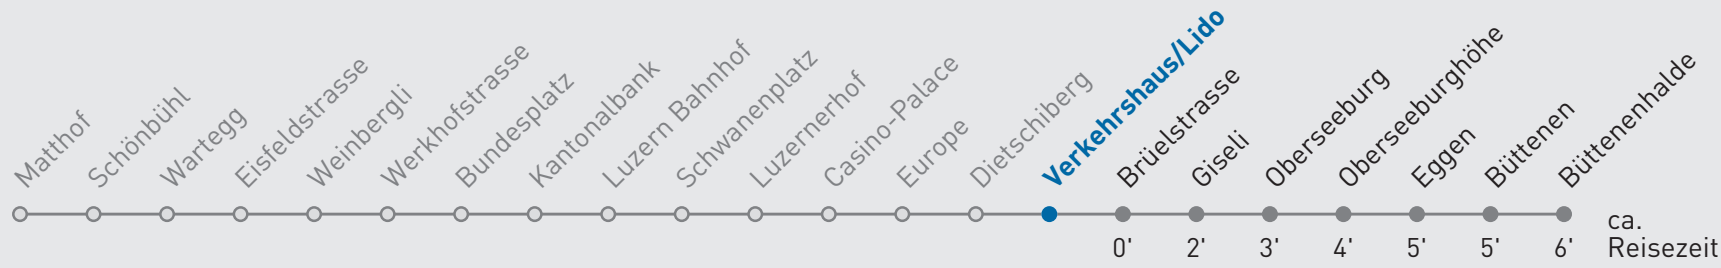 Matthof
Schönbühl
Wartegg
Eisfeldstrasse
Weinbergli
Werkhofstrasse
Bundesplatz
Kantonalbank
Luzern Bahnhof
Schwanenplatz
Luzernerhof
Casino-Palace
Europe
Dietschiberg
Verkehrshaus/Lido
Brüelstrasse
Giseli
Oberseeburg
Oberseeburghöhe
Eggen
Büttenen
Büttenhalde
0' 2' 3' 4' 5' 5' 6'
ca.
Reisezeit